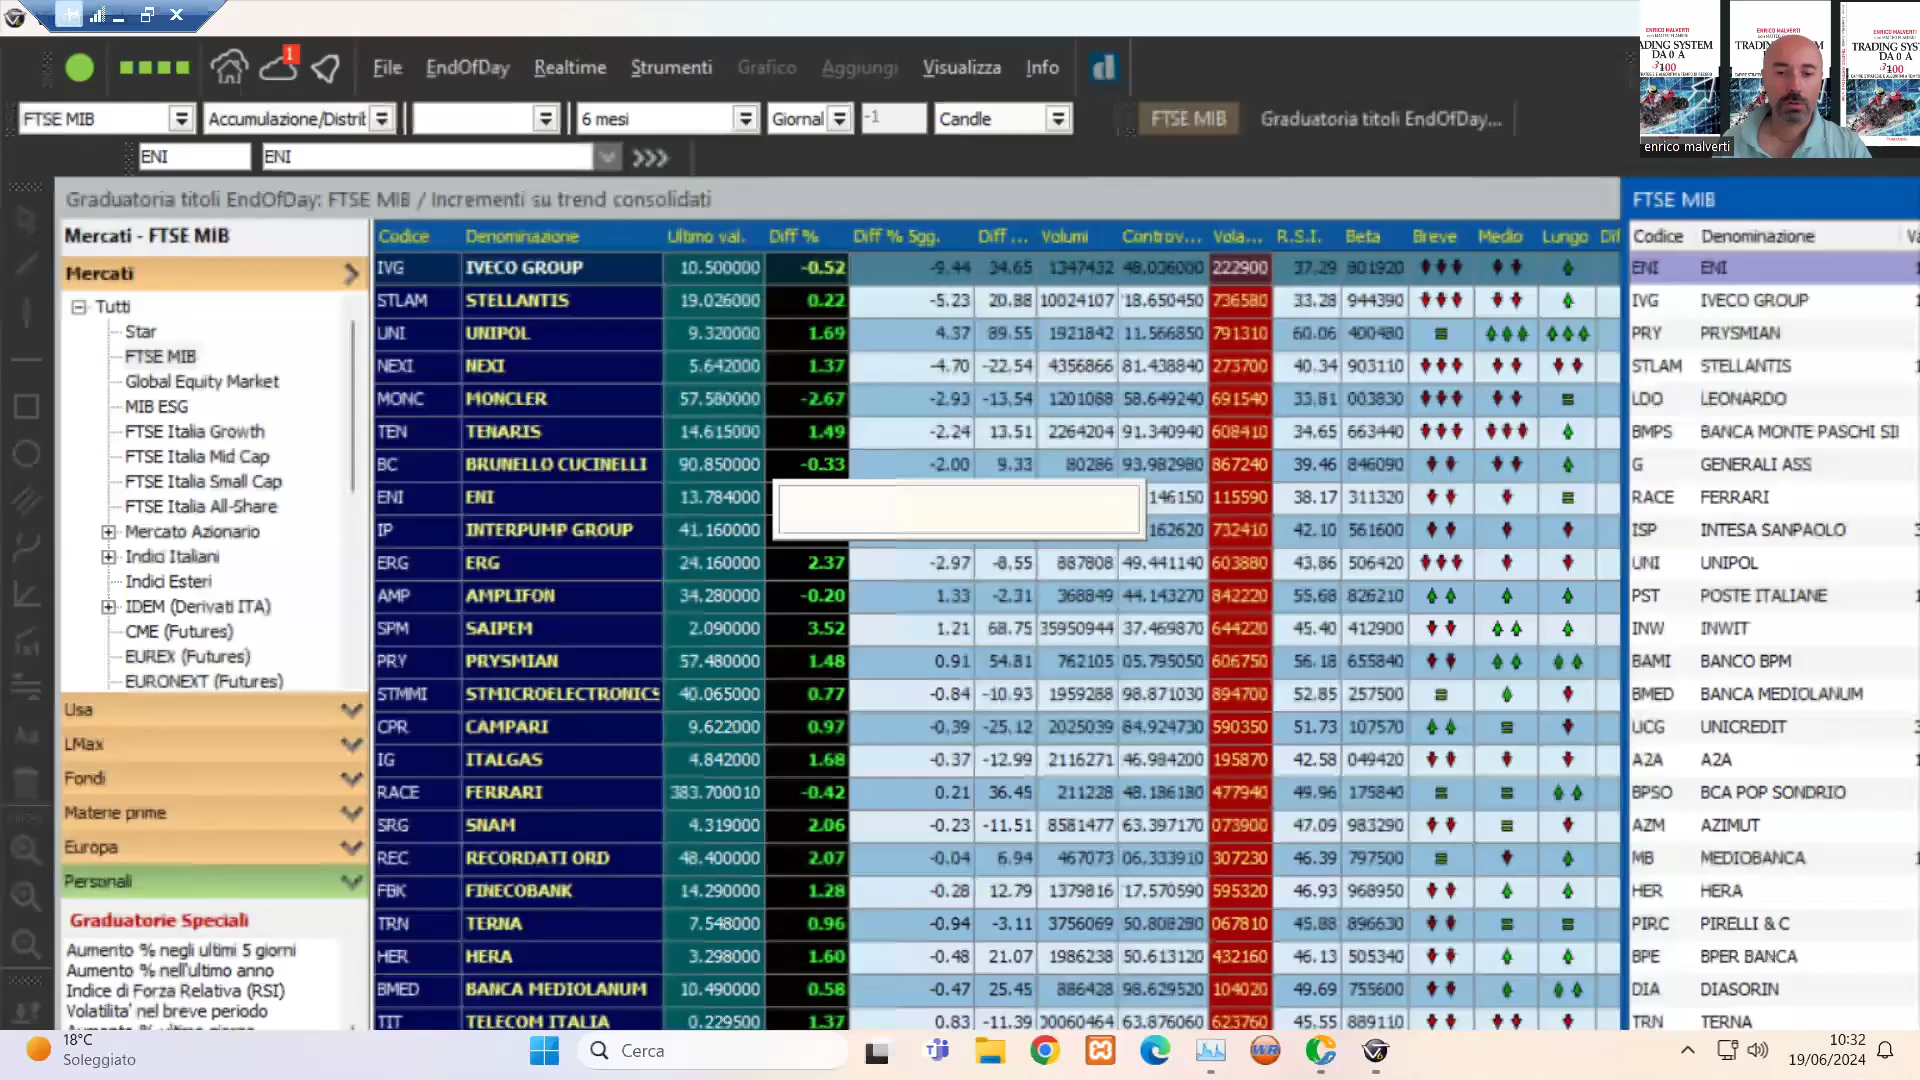 1
File EndOfDay Realtime Strumenti Grafico Aggiungi Visualizza Info
FTSE MIB Accumulazione/Distrit 6 mesi Giornal -1 Candle FTSE MIB Graduatoria titoli EndOfDay...
ENI ENI
enrico malverti
Graduatoria titoli EndOfDay: FTSE MIB / Incrementi su trend consolidati
Mercati - FTSE MIB
Mercati
Tutti
Star
FTSE MIB
Global Equity Market
MIB ESG
FTSE Italia Growth
FTSE Italia Mid Cap
FTSE Italia Small Cap
FTSE Italia All-Share
Mercato Azionario
Indici Italiani
Indici Esteri
IDEM (Derivati ITA)
CME (Futures)
EUREX (Futures)
EURONEXT (Futures)
Usa
LMax
Fondi
Materie prime
Europa
Personali
Graduatorie Speciali
Aumento % negli ultimi 5 giorni
Aumento % nell'ultimo anno
Indice di Forza Relativa (RSI)
Volatilita' nel breve periodo
Codice Denominazione Ultimo val. Diff % Diff % 5gg. Diff ... Volumi Controv... Vola... R.S.I. Beta Breve Medio Lungo Dif
IVG IVECO GROUP 10.500000 -0.52 -9.44 34.65 1347432 48.036000 222900 37.29 801920
STLAM STELLANTIS 19.026000 0.22 -5.23 20.88 10024107 '18.650450 736580 33.28 944390
UNI UNIPOL 9.320000 1.69 4.37 89.55 1921842 11.566850 791310 60.06 400480
NEXI NEXI 5.642000 1.37 -4.70 -22.54 4356866 81.438840 273700 40.34 903110
MONC MONCLER 57.580000 -2.67 -2.93 -13.54 1201088 58.649240 691540 33.81 003830
TEN TENARIS 14.615000 1.49 -2.24 13.51 2264204 91.340940 608410 34.65 663440
BC BRUNELLO CUCINELLI 90.850000 -0.33 -2.00 9.33 80286 93.982980 867240 39.46 846090
ENI ENI 13.784000 146150 115590 38.17 311320
IP INTERPUMP GROUP 41.160000 162620 732410 42.10 561600
ERG ERG 24.160000 2.37 -2.97 -8.55 887808 49.441140 603880 43.86 506420
AMP AMPLIFON 34.280000 -0.20 1.33 -2.31 368849 44.143270 842220 55.68 826210
SPM SAIPEM 2.090000 3.52 1.21 68.75 35950944 37.469870 644220 45.40 412900
PRY PRYSMIAN 57.480000 1.48 0.91 54.81 762105 05.795050 606750 56.18 655840
STMMI STMICROELECTRONICS 40.065000 0.77 -0.84 -10.93 1959288 98.871030 894700 52.85 257500
CPR CAMPARI 9.622000 0.97 -0.39 -25.12 2025039 84.924730 590350 51.73 107570
IG ITALGAS 4.842000 1.68 -0.37 -12.99 2116271 46.984200 195870 42.58 049420
RACE FERRARI 383.700010 -0.42 0.21 36.45 211228 48.186180 477940 49.96 175840
SRG SNAM 4.319000 2.06 -0.23 -11.51 8581477 63.397170 073900 47.09 983290
REC RECORDATI ORD 48.400000 2.07 -0.04 6.94 467073 06.333910 307230 46.39 797500
FBK FINECOBANK 14.290000 1.28 -0.28 12.79 1379816 17.570590 595320 46.93 968950
TRN TERNA 7.548000 0.96 -0.94 -3.11 3756069 50.808280 067810 45.88 896630
HER HERA 3.298000 1.60 -0.48 21.07 1986238 50.613120 432160 46.13 505340
BMED BANCA MEDIOLANUM 10.490000 0.58 -0.47 25.45 886428 98.629520 104020 49.69 755600
TIT TELECOM ITALIA 0.229500 1.37 0.83 -11.39 63.876060 623760 45.55 889110
FTSE MIB
Codice Denominazione
ENI ENI
IVG IVECO GROUP
PRY PRYSMIAN
STLAM STELLANTIS
LDO LEONARDO
BMPS BANCA MONTE PASCHI SII
G GENERALI ASS
RACE FERRARI
ISP INTESA SANPAOLO
UNI UNIPOL
PST POSTE ITALIANE
INW INWIT
BAMI BANCO BPM
BMED BANCA MEDIOLANUM
UCG UNICREDIT
A2A A2A
BPSO BCA POP SONDRIO
AZM AZIMUT
MB MEDIOBANCA
HER HERA
PIRC PIRELLI & C
BPE BPER BANCA
DIA DIASORIN
TRN TERNA
18°C
Soleggiato
Cerca
10:32
19/06/2024